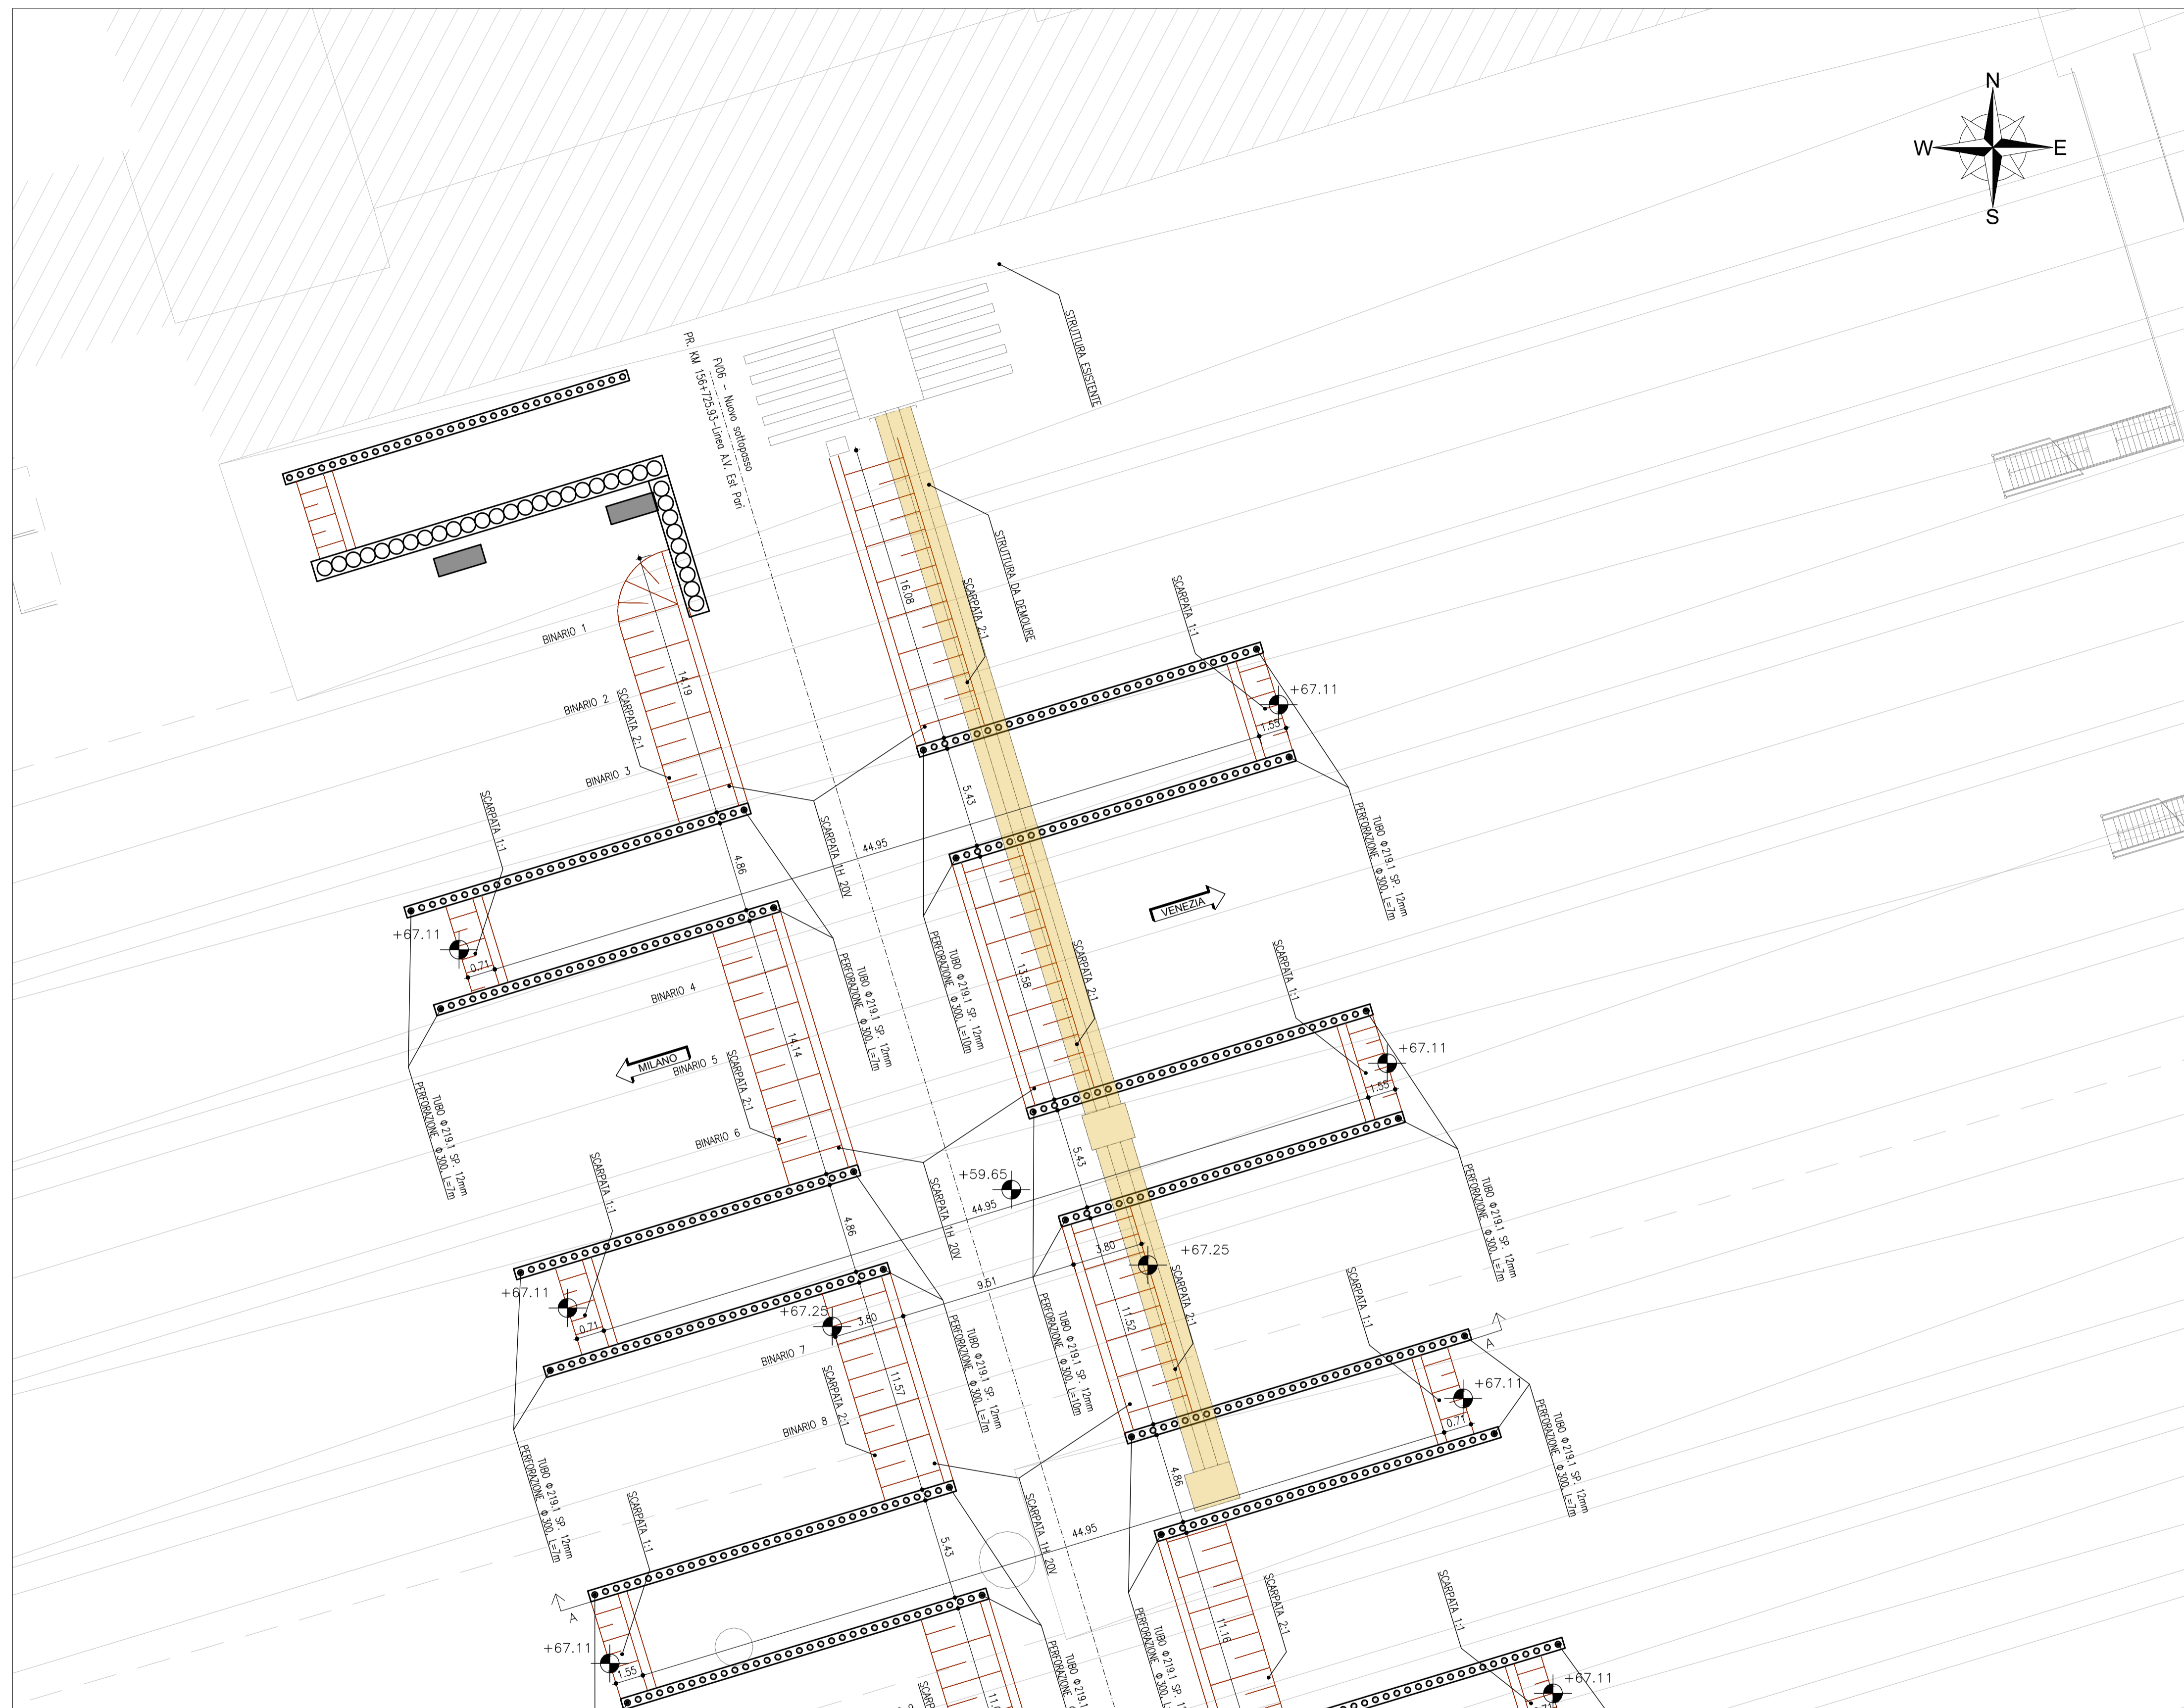 N
W
E
S
STRUTTURA ESISTENTE
PR. KM 156+725.93-Linea A.V. Est Pari.
FV06 - Nuovo sottopasso
STRUTTURA DA DEMOLIRE
SCARPATA 2:1
16.08
SCARPATA 1:1
+67.11
1.55
BINARIO 1
14.19
BINARIO 2
SCARPATA 2:1
BINARIO 3
SCARPATA 1:1
5.43
44.95
4.86
SCARPATA 1H 20V
TUBO Φ219.1 SP. 12mm
PERFORAZIONE Φ300, L=7m
VENEZIA
+67.11
0.71
TUBO Φ219.1 SP. 12mm
PERFORAZIONE Φ300, L=7m
TUBO Φ219.1 SP. 12mm
PERFORAZIONE Φ300, L=10m
13.58
SCARPATA 2:1
SCARPATA 1:1
+67.11
1.55
BINARIO 4
14.14
MILANO
BINARIO 5
SCARPATA 2:1
BINARIO 6
TUBO Φ219.1 SP. 12mm
PERFORAZIONE Φ300, L=7m
SCARPATA 1:1
5.43
+59.65
44.95
4.86
SCARPATA 1H 20V
TUBO Φ219.1 SP. 12mm
PERFORAZIONE Φ300, L=7m
+67.11
0.71
3.80
+67.25
9.51
+67.25
3.80
SCARPATA 2:1
11.52
SCARPATA 1:1
BINARIO 7
11.57
SCARPATA 2:1
BINARIO 8
TUBO Φ219.1 SP. 12mm
PERFORAZIONE Φ300, L=7m
TUBO Φ219.1 SP. 12mm
PERFORAZIONE Φ300, L=10m
A
+67.11
0.71
TUBO Φ219.1 SP. 12mm
PERFORAZIONE Φ300, L=7m
TUBO Φ219.1 SP. 12mm
PERFORAZIONE Φ300, L=7m
SCARPATA 1:1
4.86
44.95
5.43
SCARPATA 1H 20V
A
+67.11
1.55
11.16
SCARPATA 2:1
SCARPATA 1:1
+67.11
TUBO Φ219.1 SP.
PERFORAZIONE Φ300, L=
TUBO Φ219.1
PERFORAZIONE